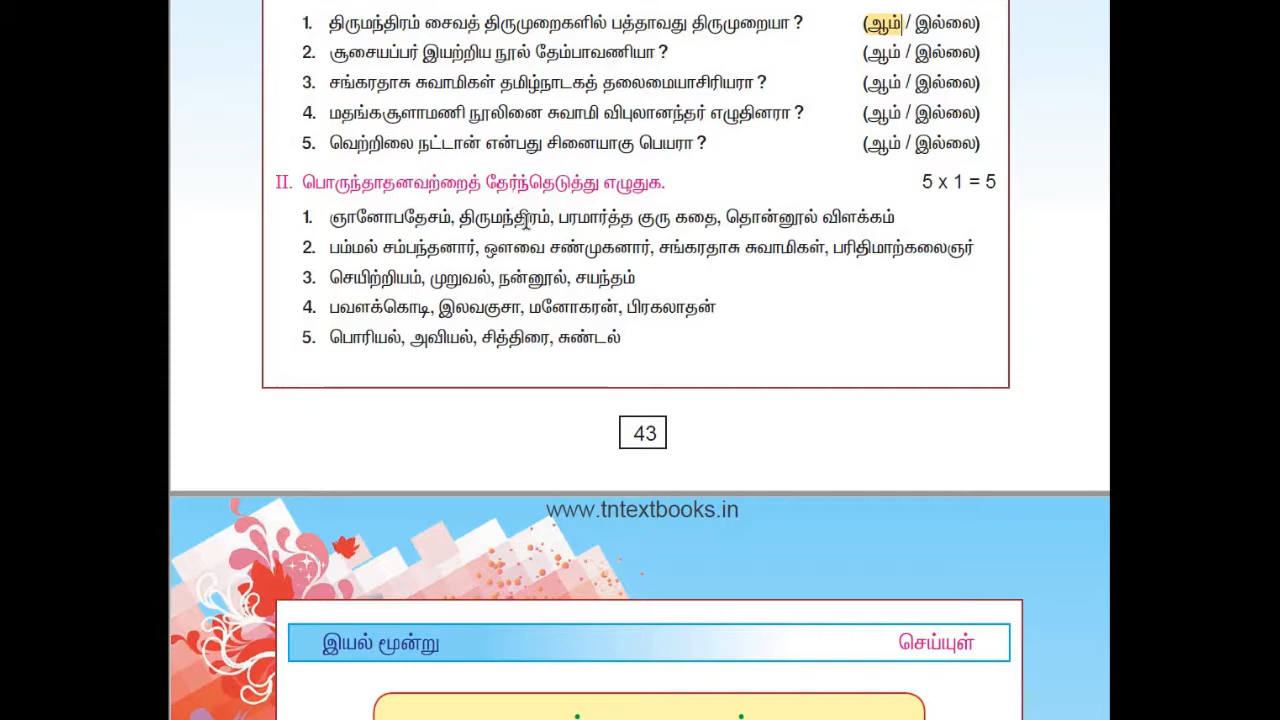 1. திருமந்திரம் சைவத் திருமுறைகளில் பத்தாவது திருமுறையா ? (ஆம் / இல்லை)
2. சூசையப்பர் இயற்றிய நூல் தேம்பாவணியா ? (ஆம் / இல்லை)
3. சங்கரதாசு சுவாமிகள் தமிழ்நாடகத் தலைமையாசிரியரா ? (ஆம் / இல்லை)
4. மதங்கசூளாமணி நூலினை சுவாமி விபுலானந்தர் எழுதினரா ? (ஆம் / இல்லை)
5. வெற்றிலை நட்டான் என்பது சினையாகு பெயரா ? (ஆம் / இல்லை)
II. பொருந்தாதனவற்றைத் தேர்ந்தெடுத்து எழுதுக. 5 x 1 = 5
1. ஞானோபதேசம், திருமந்திரம், பரமார்த்த குரு கதை, தொன்னூல் விளக்கம்
2. பம்மல் சம்பந்தனார், ஔவை சண்முகனார், சங்கரதாசு சுவாமிகள், பரிதிமாற்கலைஞர்
3. செயிற்றியம், முறுவல், நன்னூல், சயந்தம்
4. பவளக்கொடி, இலவகுசா, மனோகரன், பிரகலாதன்
5. பொரியல், அவியல், சித்திரை, சுண்டல்
43
www.tntextbooks.in
இயல் மூன்று செய்யுள்